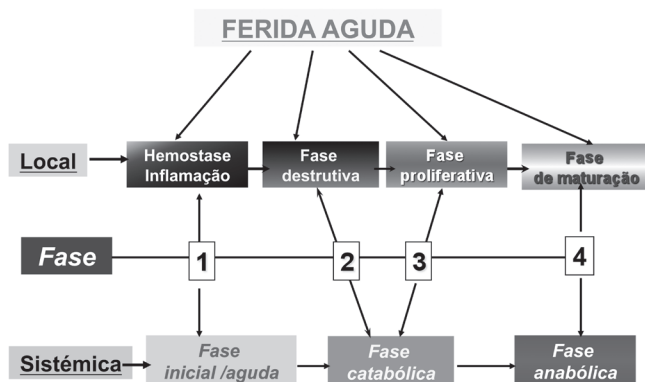 FERIDA AGUDA
Local
Hemostase
Inflamação
Fase
destrutiva
Fase
proliferativa
Fase
de maturação
Fase
1
2
3
4
Sistémica
Fase
inicial /aguda
Fase
catabólica
Fase
anabólica